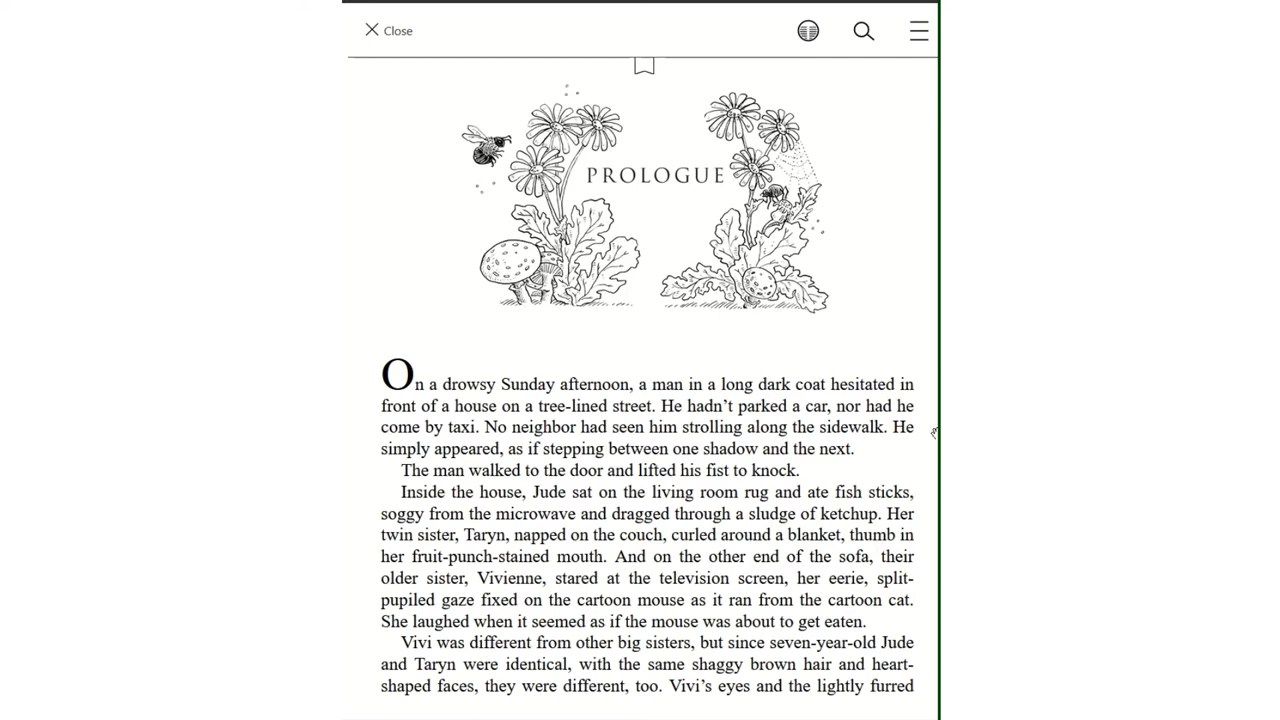 Close
PROLOGUE
On a drowsy Sunday afternoon, a man in a long dark coat hesitated in
front of a house on a tree-lined street. He hadn’t parked a car, nor had he
come by taxi. No neighbor had seen him strolling along the sidewalk. He
simply appeared, as if stepping between one shadow and the next.
The man walked to the door and lifted his fist to knock.
Inside the house, Jude sat on the living room rug and ate fish sticks,
soggy from the microwave and dragged through a sludge of ketchup. Her
twin sister, Taryn, napped on the couch, curled around a blanket, thumb in
her fruit-punch-stained mouth. And on the other end of the sofa, their
older sister, Vivienne, stared at the television screen, her eerie, split-
pupiled gaze fixed on the cartoon mouse as it ran from the cartoon cat.
She laughed when it seemed as if the mouse was about to get eaten.
Vivi was different from other big sisters, but since seven-year-old Jude
and Taryn were identical, with the same shaggy brown hair and heart-
shaped faces, they were different, too. Vivi’s eyes and the lightly furred